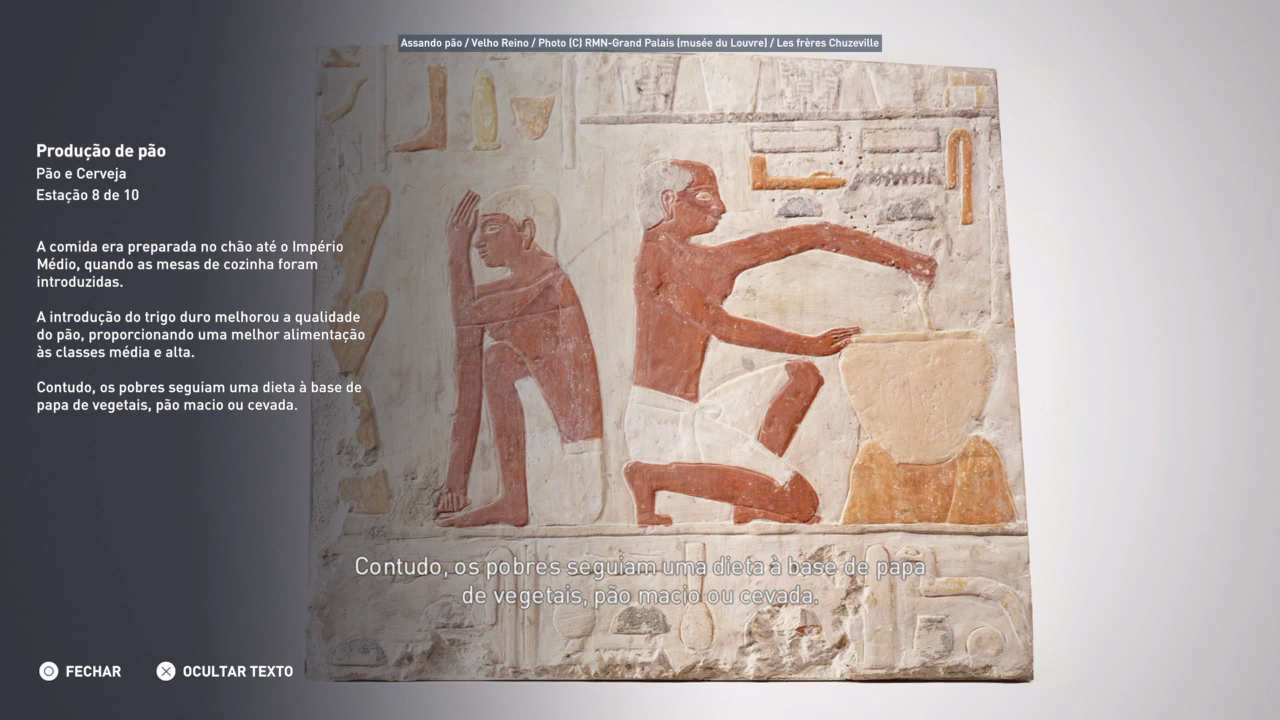 Assando pão / Velho Reino / Photo (C) RMN-Grand Palais (musée du Louvre) / Les frères Chuzeville
Produção de pão
Pão e Cerveja
Estação 8 de 10
A comida era preparada no chão até o Império
Médio, quando as mesas de cozinha foram
introduzidas.
A introdução do trigo duro melhorou a qualidade
do pão, proporcionando uma melhor alimentação
às classes média e alta.
Contudo, os pobres seguiam uma dieta à base de
papa de vegetais, pão macio ou cevada.
Contudo, os pobres seguiam uma dieta à base de papa
de vegetais, pão macio ou cevada.
FECHAR
OCULTAR TEXTO